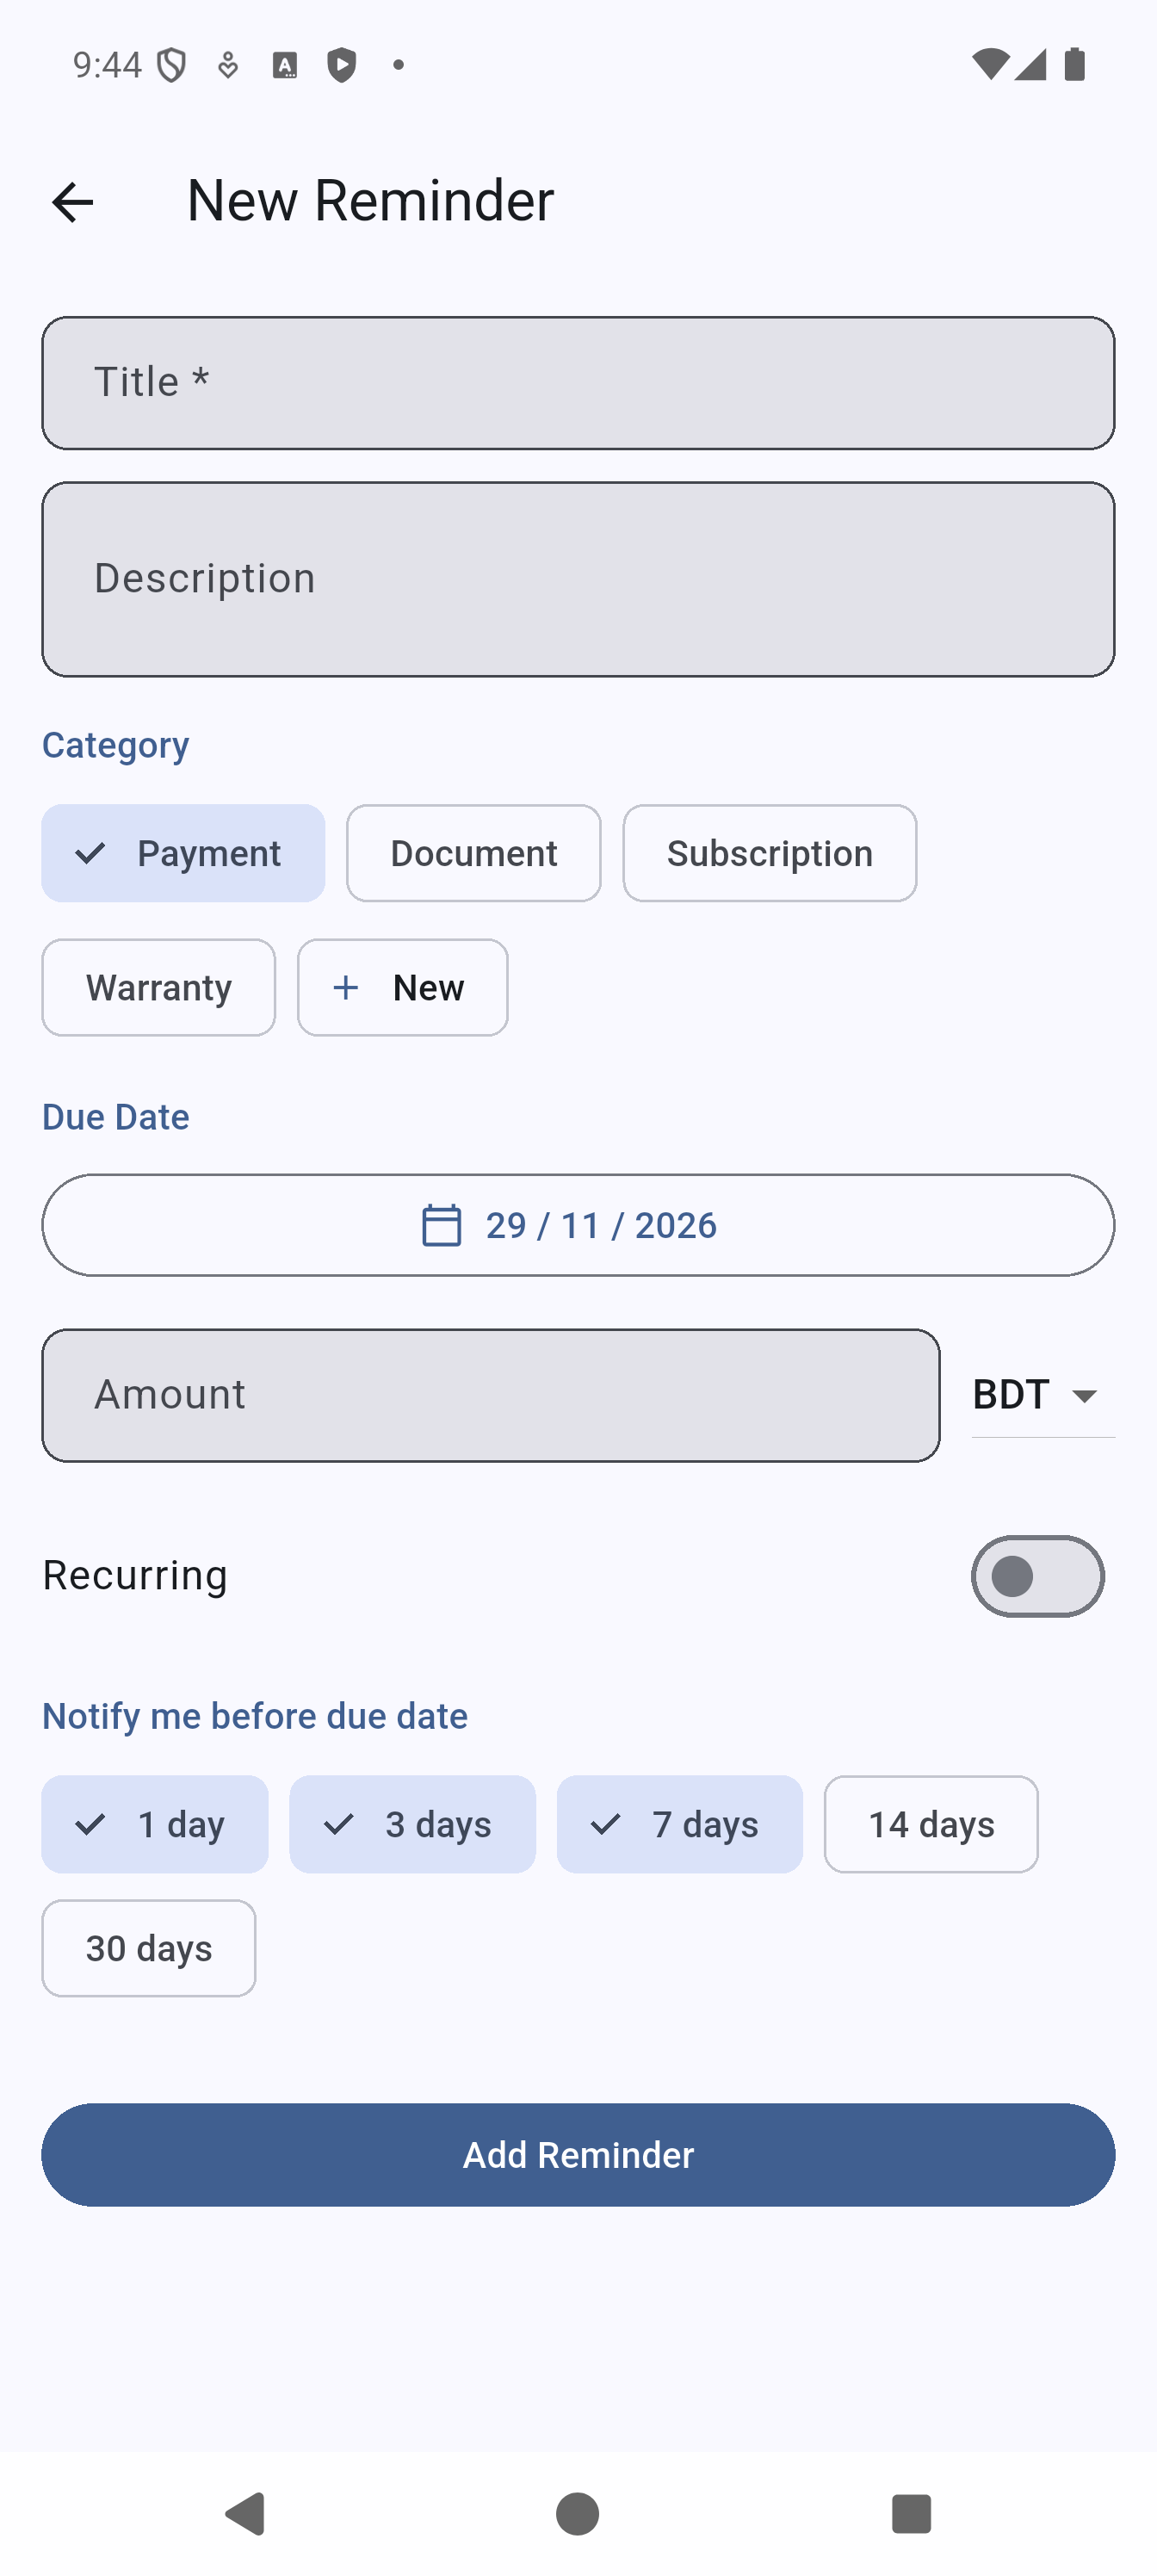 9:44
New Reminder
Title *
Description
Category
Payment Document Subscription
Warranty New
Due Date
29 / 11 / 2026
Amount BDT
Recurring
Notify me before due date
1 day 3 days 7 days 14 days
30 days
Add Reminder